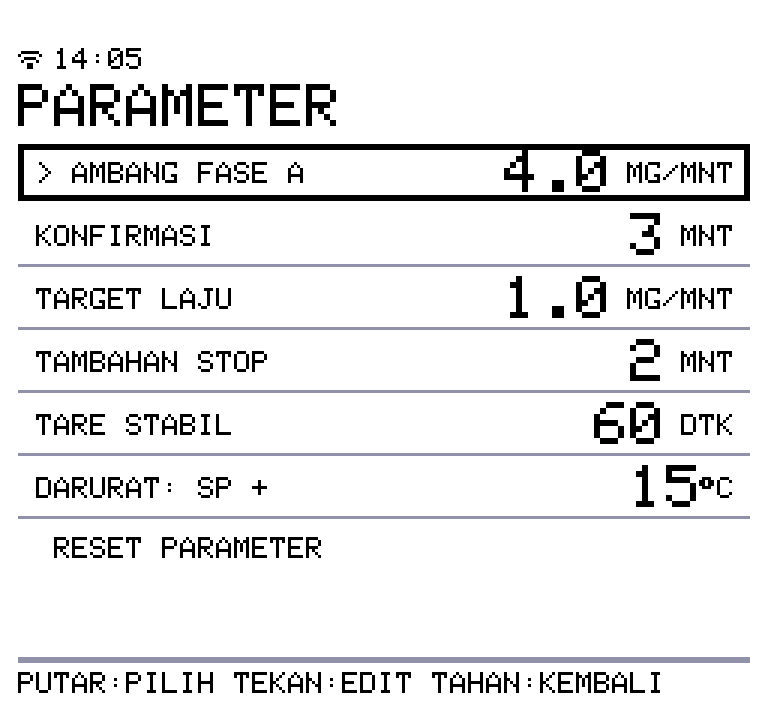 14:05
PARAMETER
> AMBANG FASE A 4.0 MG/MNT
KONFIRMASI 3 MNT
TARGET LAJU 1.0 MG/MNT
TAMBAHAN STOP 2 MNT
TARE STABIL 60 DTK
DARURAT: SP + 15°C
RESET PARAMETER
PUTAR:PILIH TEKAN:EDIT TAHAN:KEMBALI